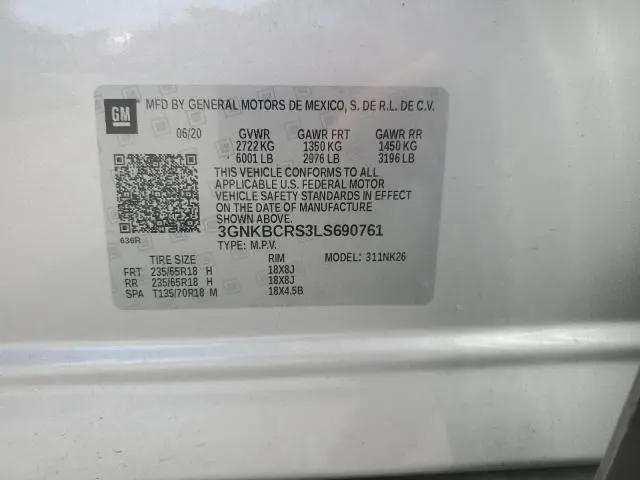 GM
MFD BY GENERAL MOTORS DE MEXICO, S. DE R.L. DE C.V.
06/20 GVWR GAWR FRT GAWR RR
2722 KG 1350 KG 1450 KG
6001 LB 2976 LB 3196 LB
THIS VEHICLE CONFORMS TO ALL
APPLICABLE U.S. FEDERAL MOTOR
VEHICLE SAFETY STANDARDS IN EFFECT
ON THE DATE OF MANUFACTURE
SHOWN ABOVE.
636R 3GNKBCRS3LS690761
TYPE: M.P.V.
TIRE SIZE RIM MODEL: 311NK26
FRT 235/65R18 H 18X8J
RR 235/65R18 H 18X8J
SPA T135/70R18 M 18X4.5B